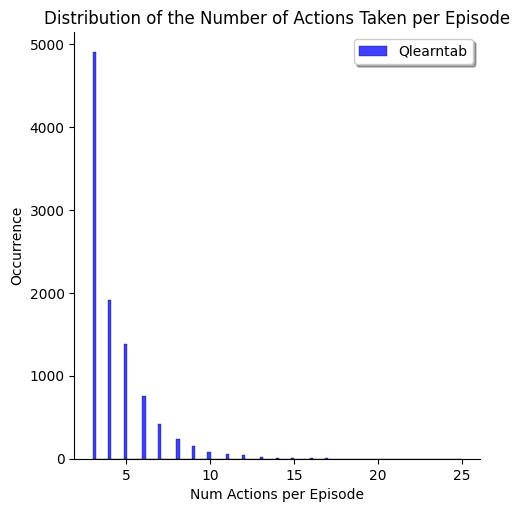 Distribution of the Number of Actions Taken per Episode
Qlearntab
5000
4000
3000
2000
1000
0
Occurrence
5 10 15 20 25
Num Actions per Episode